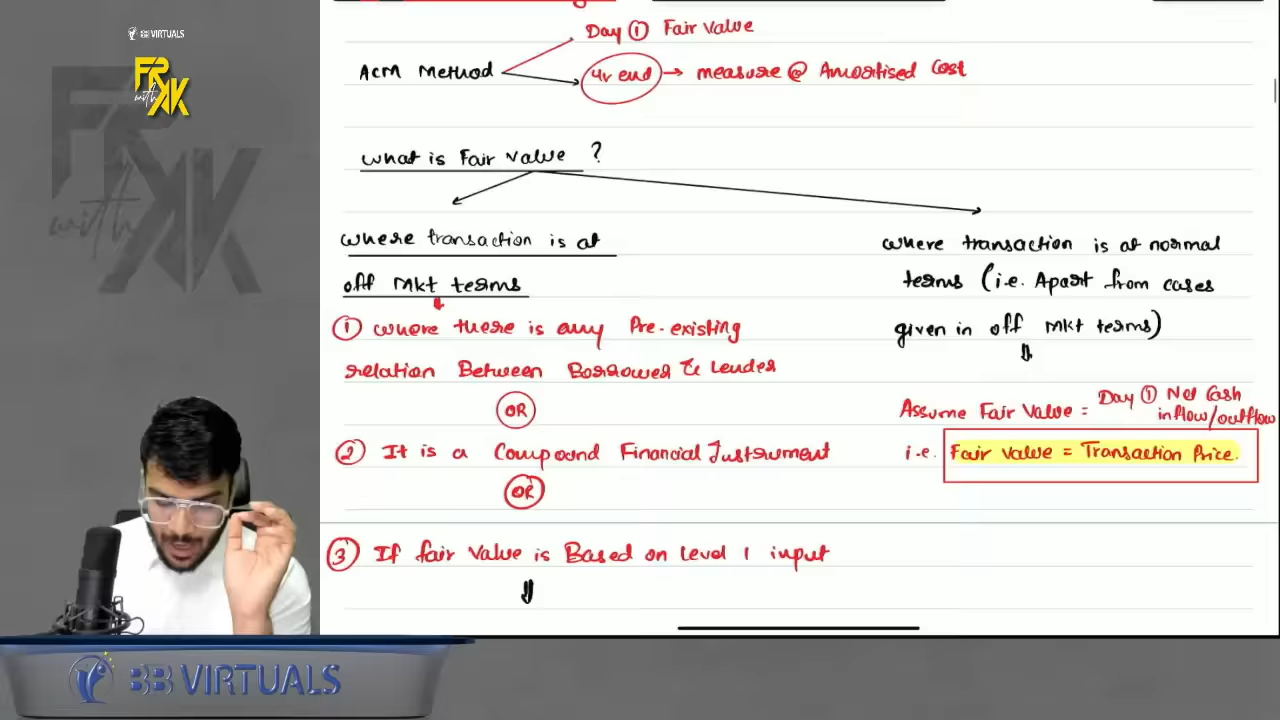 BB VIRTUALS
FR
with
KK
FR
with
KK
Day ① Fair Value
ACM Method
Yr end → measure @ Amortised Cost
What is Fair Value ?
where transaction is at
off Mkt terms
① where there is any Pre-existing
relation Between Borrower & Lender
OR
② It is a Compound Financial Instrument
OR
③ If fair value is Based on Level 1 input
where transaction is at normal
terms (i.e. Apart from cases
given in off Mkt terms)
Assume Fair Value = Day ① Net Cash
inflow/outflow
i.e. Fair Value = Transaction Price.
BB VIRTUALS